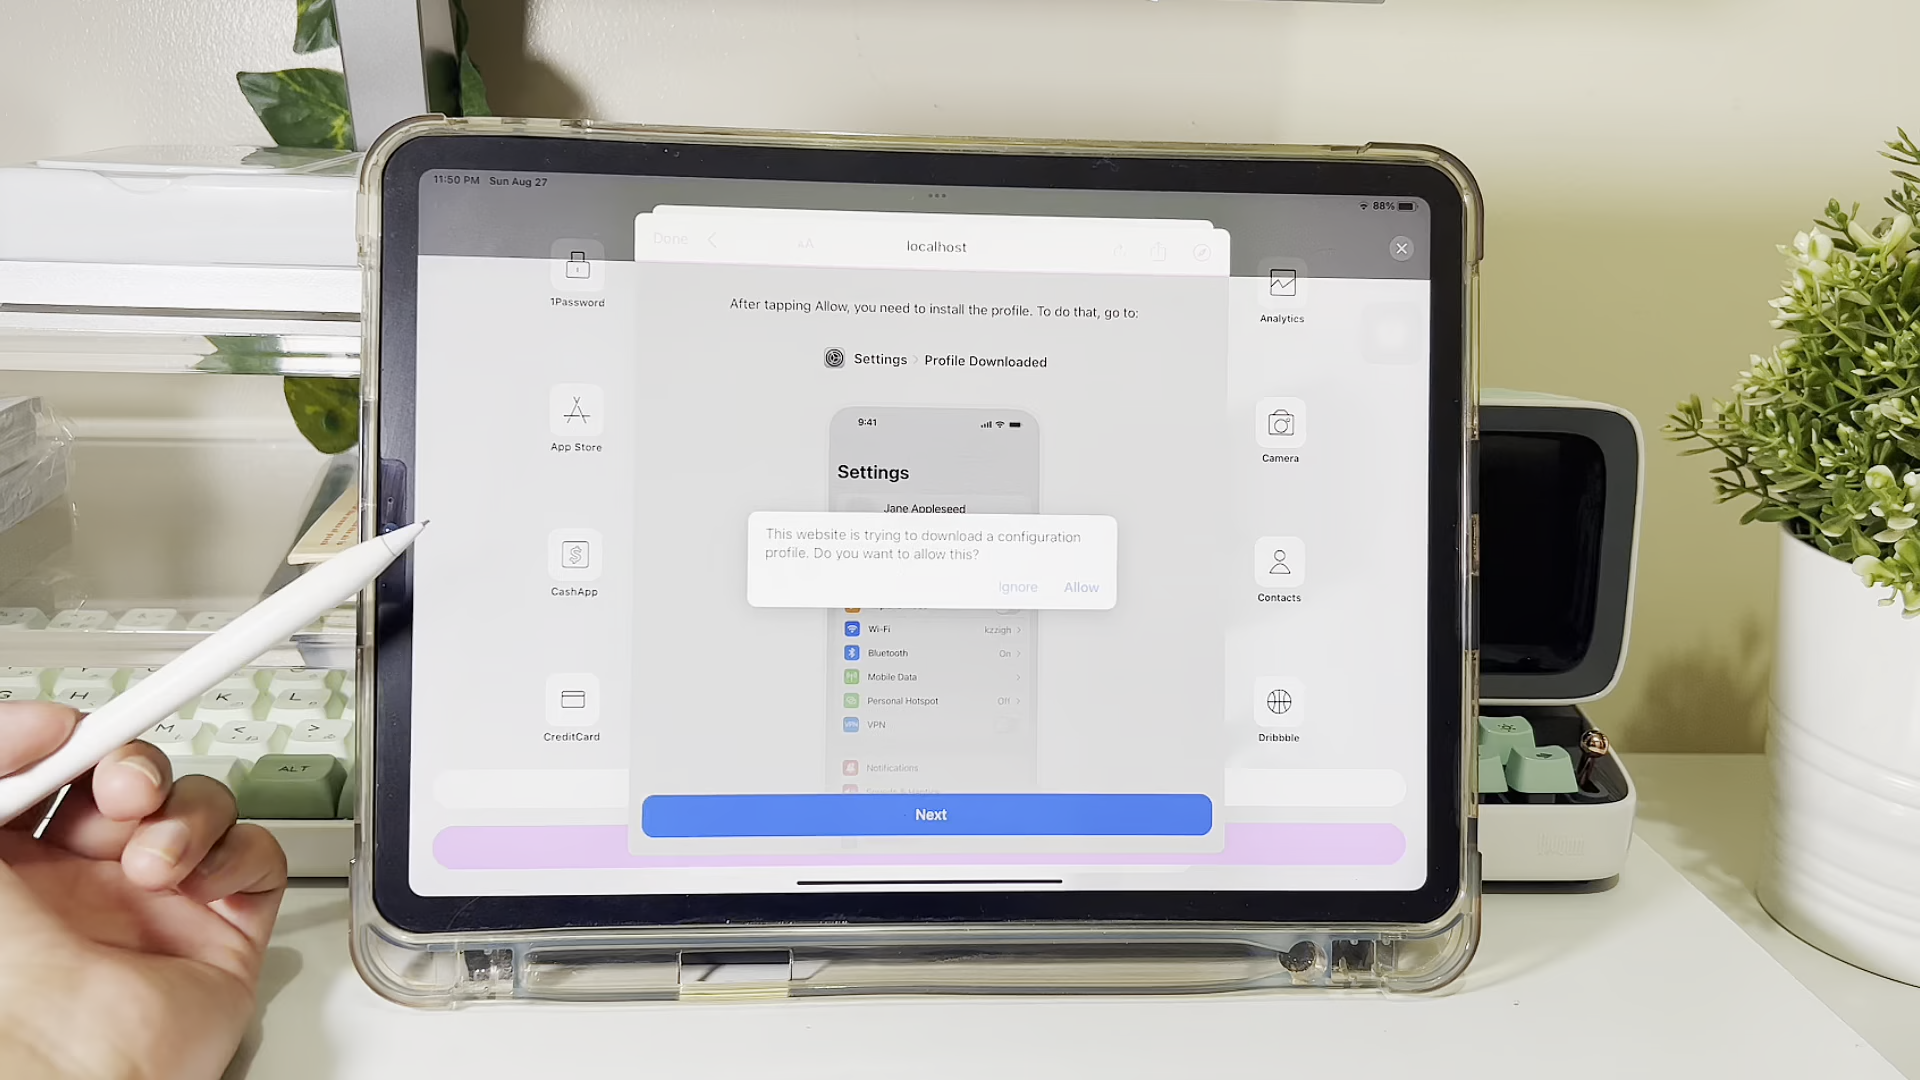 11:50 PM Sun Aug 27
88%
Done
AA
localhost
1Password
Analytics
After tapping Allow, you need to install the profile. To do that, go to:
Settings > Profile Downloaded
9:41
Settings
Jane Appleseed
App Store
Camera
This website is trying to download a configuration
profile. Do you want to allow this?
Ignore
Allow
CashApp
Contacts
Wi-Fi
kzzigh
Bluetooth
On
Mobile Data
Personal Hotspot
Off
VPN
CreditCard
Dribbble
Notifications
Next
G
H
K
L
M
<
>
ALT